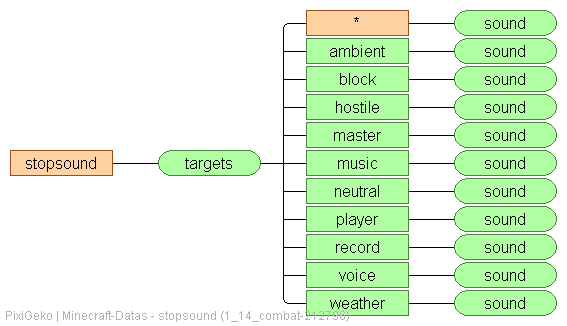 * sound
ambient sound
block sound
hostile sound
master sound
stopsound targets music sound
neutral sound
player sound
record sound
voice sound
weather sound
PixiGeko | Minecraft-Datas - stopsound (1_14_combat-212796)